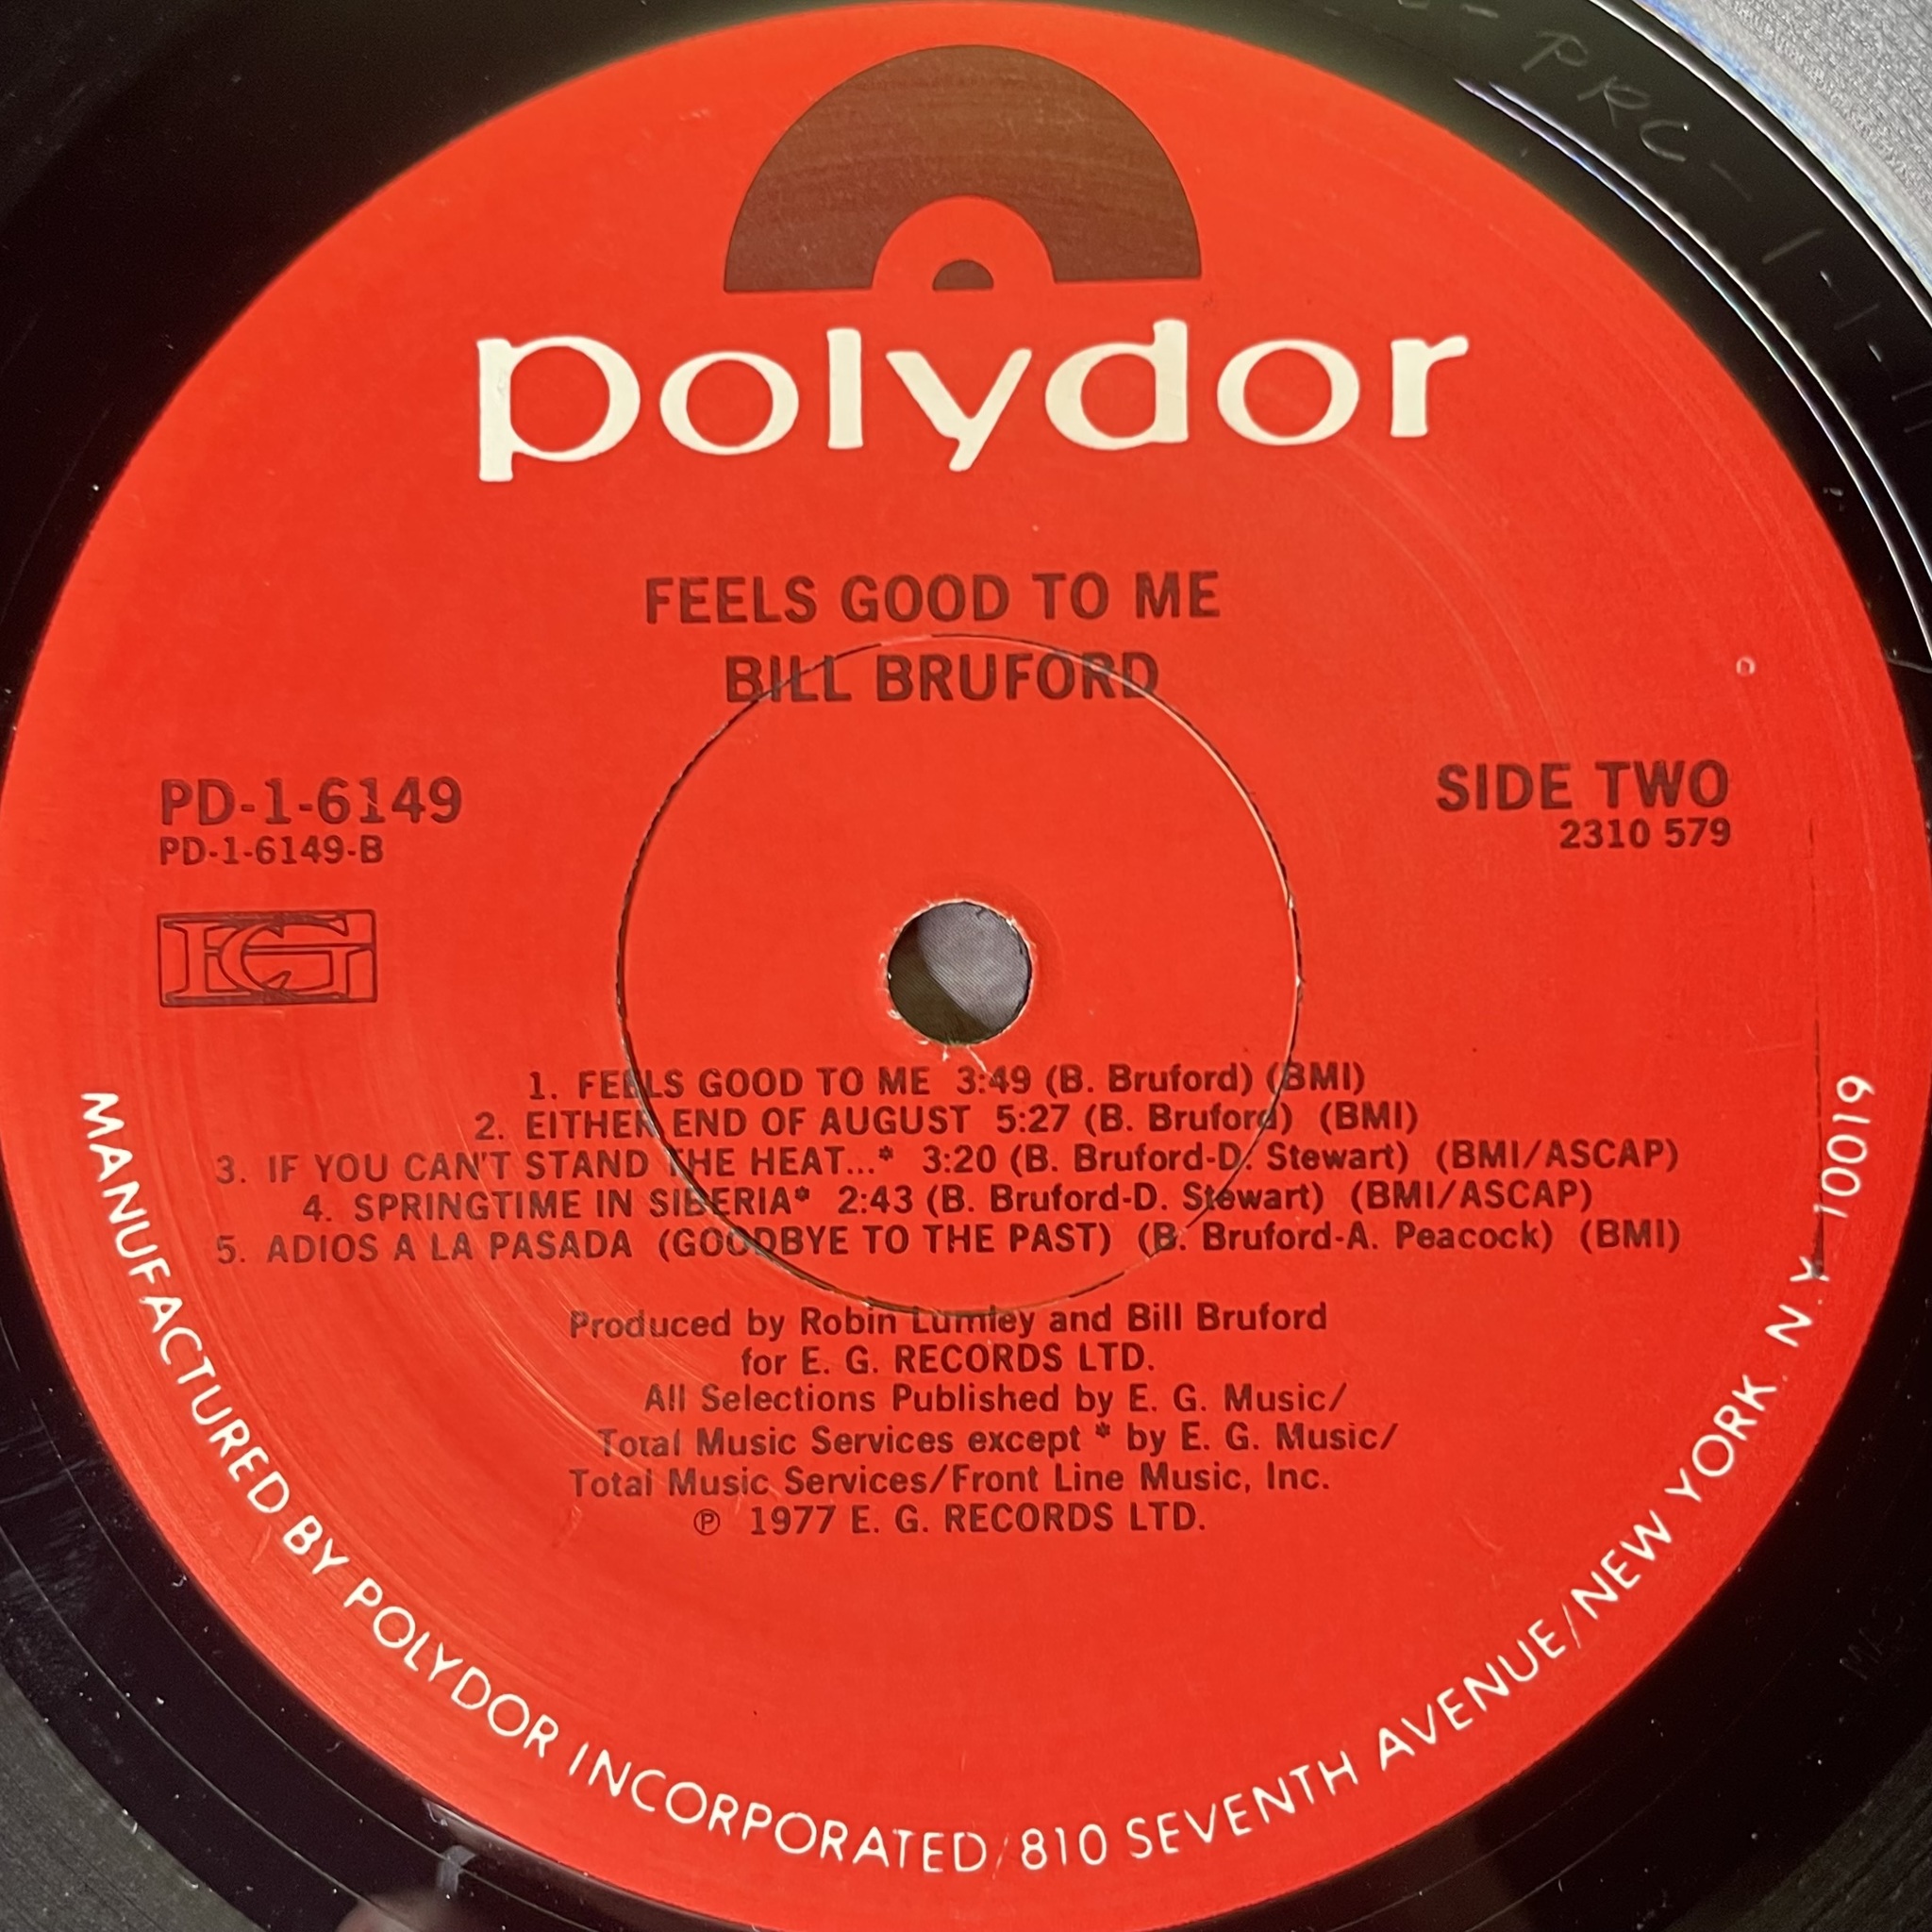 PRC-1-1-
polydor
FEELS GOOD TO ME
BILL BRUFORD
PD-1-6149
PD-1-6149-B
SIDE TWO
2310 579
EG
1. FEELS GOOD TO ME 3:49 (B. Bruford) (BMI)
2. EITHER END OF AUGUST 5:27 (B. Bruford) (BMI)
3. IF YOU CAN'T STAND THE HEAT...* 3:20 (B. Bruford-D. Stewart) (BMI/ASCAP)
4. SPRINGTIME IN SIBERIA* 2:43 (B. Bruford-D. Stewart) (BMI/ASCAP)
5. ADIOS A LA PASADA (GOODBYE TO THE PAST) (B. Bruford-A. Peacock) (BMI)
Produced by Robin Lumley and Bill Bruford
for E. G. RECORDS LTD.
All Selections Published by E. G. Music/
Total Music Services except * by E. G. Music/
Total Music Services/Front Line Music, Inc.
℗ 1977 E. G. RECORDS LTD.
MANUFACTURED BY POLYDOR INCORPORATED/810 SEVENTH AVENUE/NEW YORK. N.Y. 10019